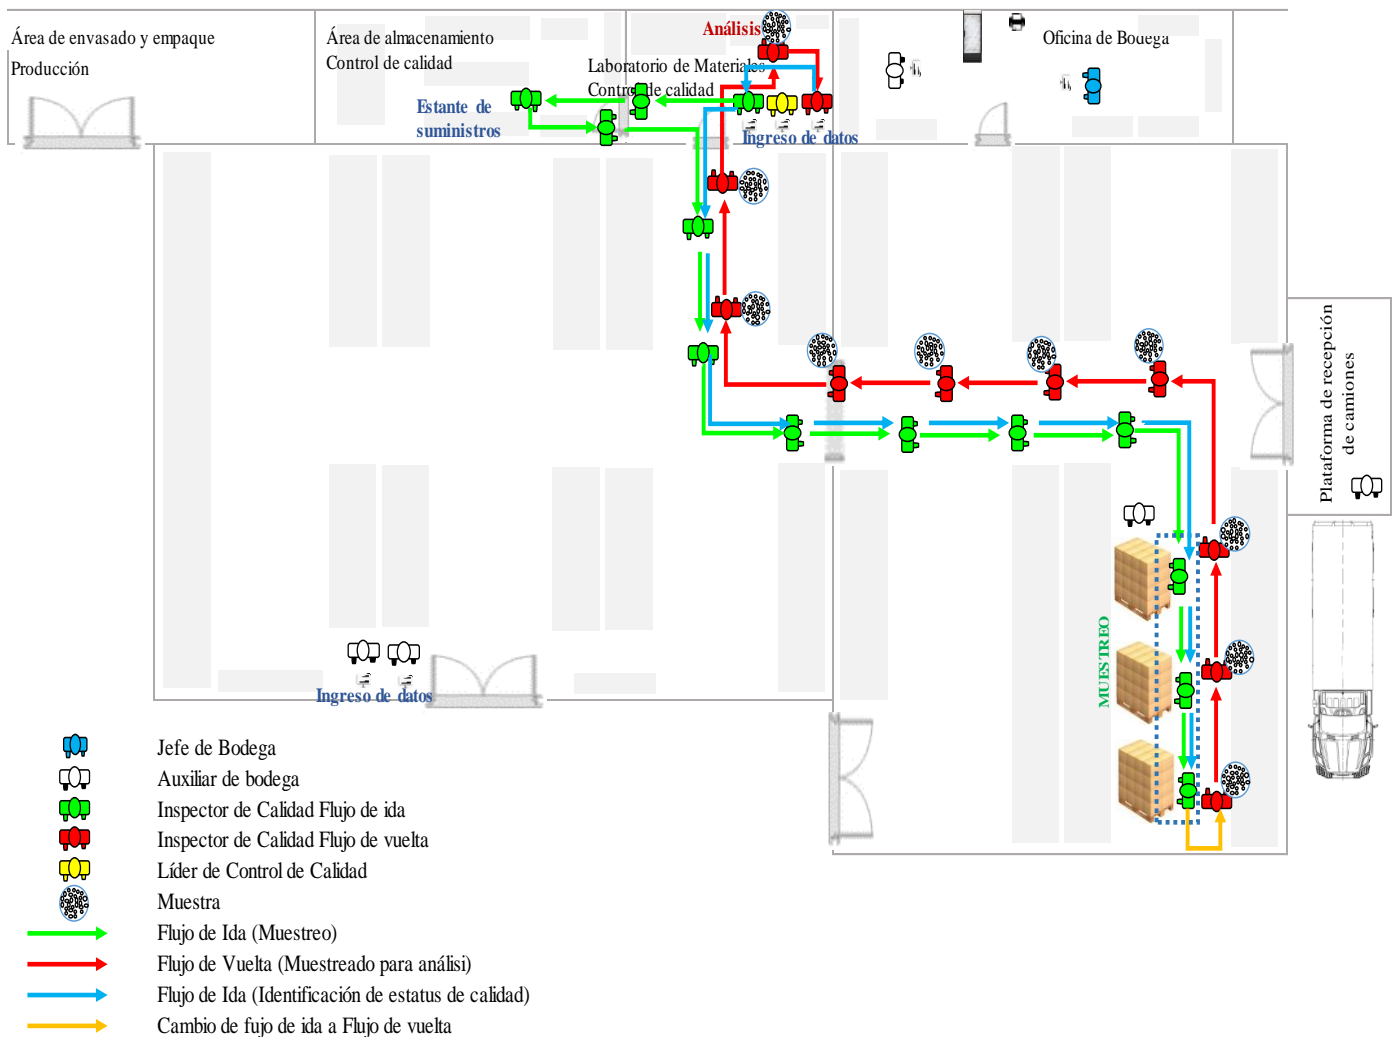 Área de envasado y empaque
Producción
Área de almacenamiento
Control de calidad
Análisis
Laboratorio de Materiales
Control de calidad
Oficina de Bodega
Estante de
suministros
Ingreso de datos
Plataforma de recepción
de camiones
MUESTREO
Ingreso de datos
Jefe de Bodega
Auxiliar de bodega
Inspector de Calidad Flujo de ida
Inspector de Calidad Flujo de vuelta
Líder de Control de Calidad
Muestra
Flujo de Ida (Muestreo)
Flujo de Vuelta (Muestreado para análisi)
Flujo de Ida (Identificación de estatus de calidad)
Cambio de fujo de ida a Flujo de vuelta